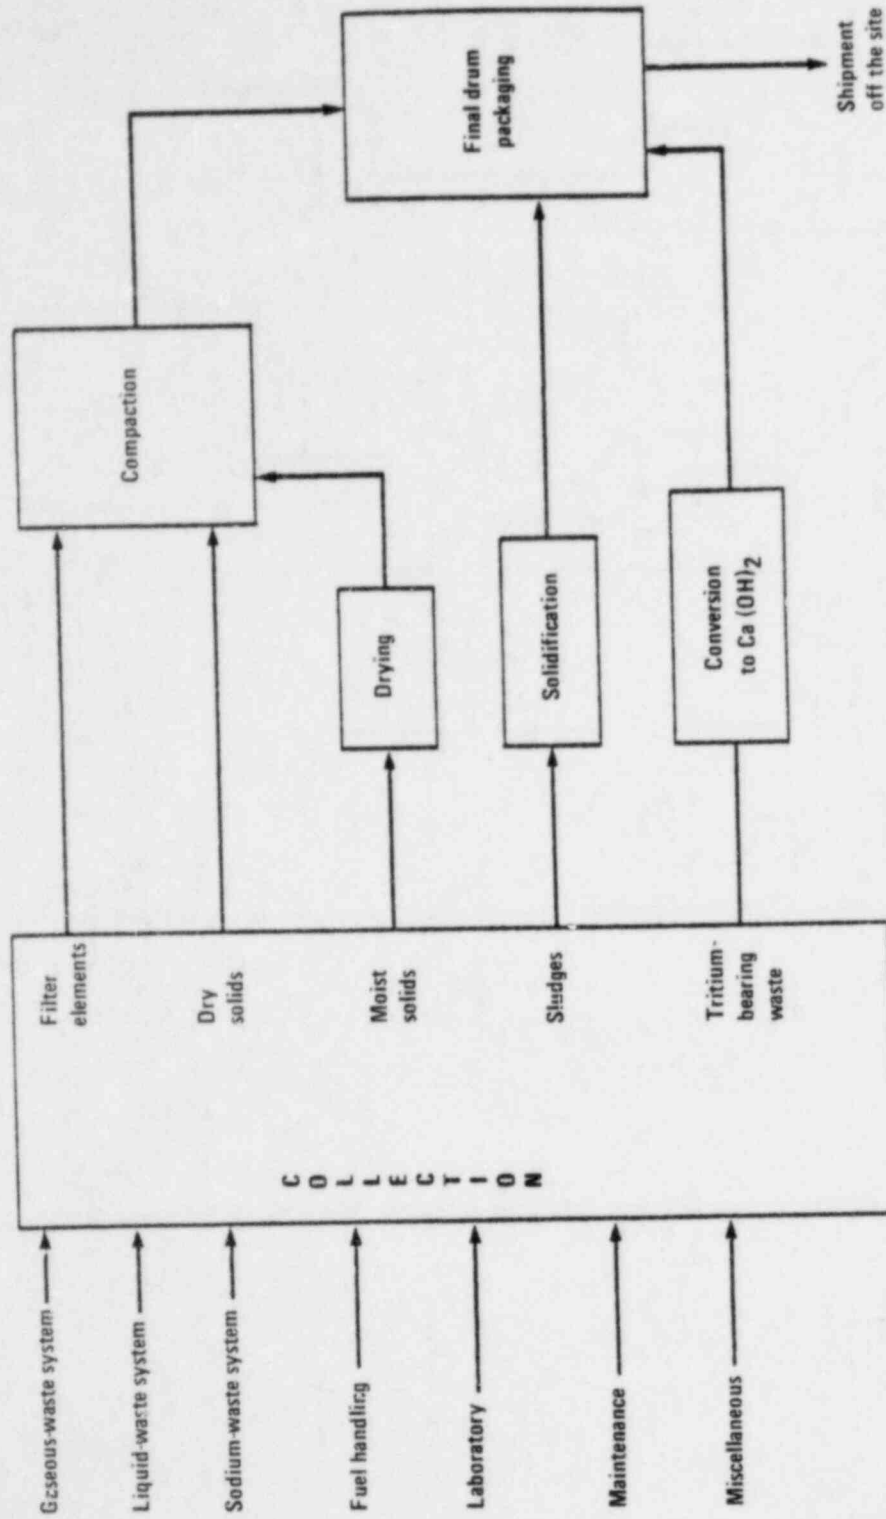 Gaseous-waste system
Liquid-waste system
Sodium-waste system
Fuel handling
Laboratory
Maintenance
Miscellaneous
COLLECTION
Filter
elements
Dry
solids
Moist
solids
Sludges
Tritium-
bearing
waste
Drying
Solidification
Conversion
to Ca (OH)2
Compaction
Final drum
packaging
Shipment
off the site